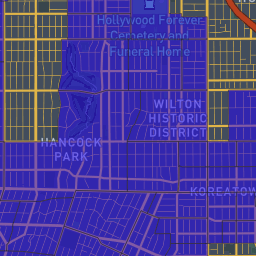 Hollywood Forever
Cemetery and
Funeral Home
WILTON
HISTORIC
DISTRICT
HANCOCK
PARK
KOREATOW